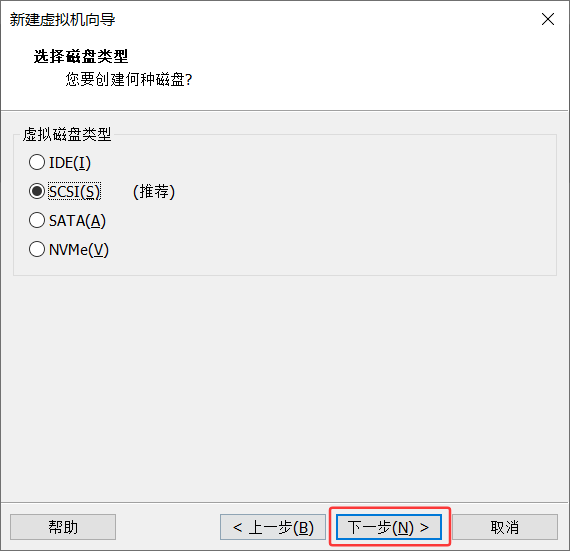 新建虚拟机向导
选择磁盘类型
您要创建何种磁盘?
虚拟磁盘类型
IDE(I)
SCSI(S) (推荐)
SATA(A)
NVMe(V)
帮助 < 上一步(B) 下一步(N) > 取消